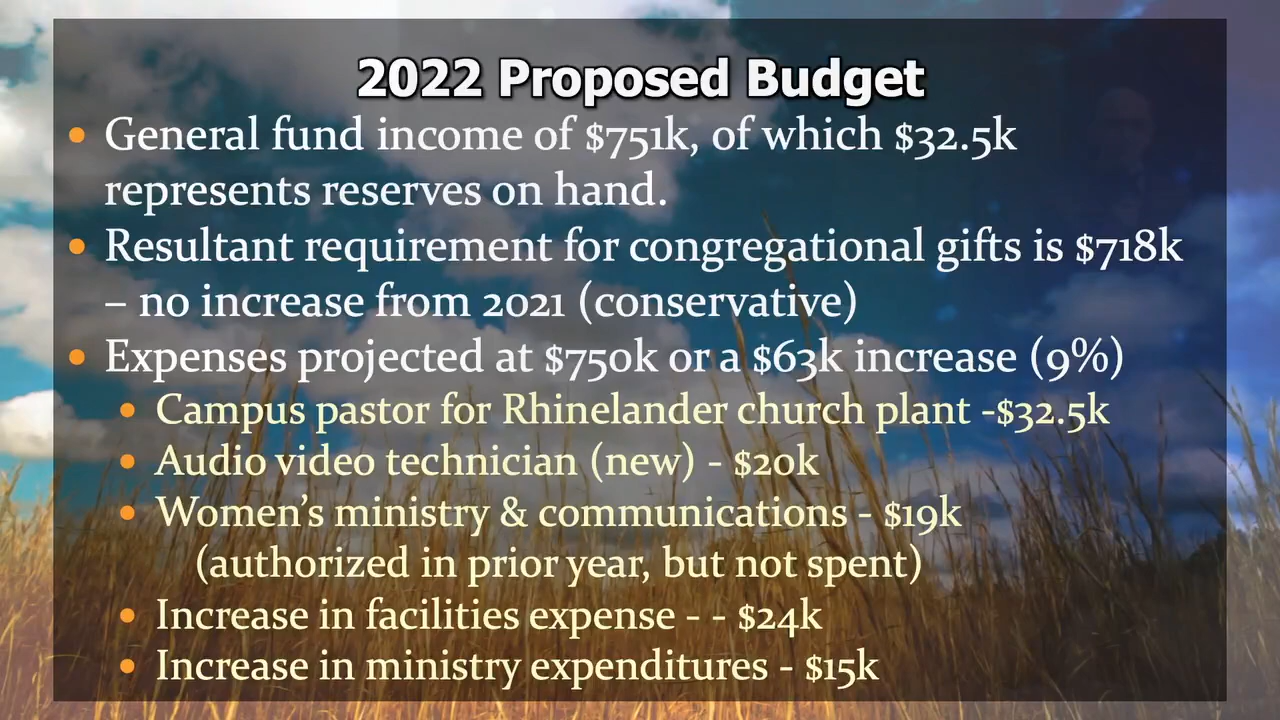 2022 Proposed Budget
• General fund income of $751k, of which $32.5k
represents reserves on hand.
• Resultant requirement for congregational gifts is $718k
– no increase from 2021 (conservative)
• Expenses projected at $750k or a $63k increase (9%)
• Campus pastor for Rhinelander church plant -$32.5k
• Audio video technician (new) - $20k
• Women’s ministry & communications - $19k
(authorized in prior year, but not spent)
• Increase in facilities expense - - $24k
• Increase in ministry expenditures - $15k